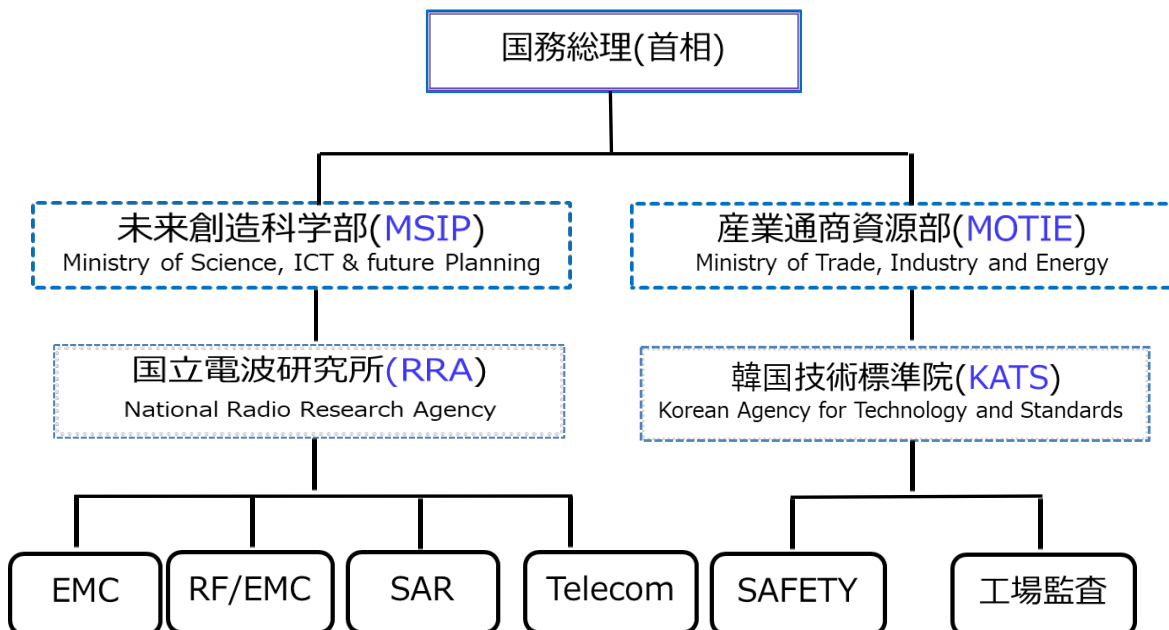 国務総理(首相)
未来創造科学部(MSIP)
Ministry of Science, ICT & future Planning
産業通商資源部(MOTIE)
Ministry of Trade, Industry and Energy
国立電波研究所(RRA)
National Radio Research Agency
韓国技術標準院(KATS)
Korean Agency for Technology and Standards
EMC
RF/EMC
SAR
Telecom
SAFETY
工場監査